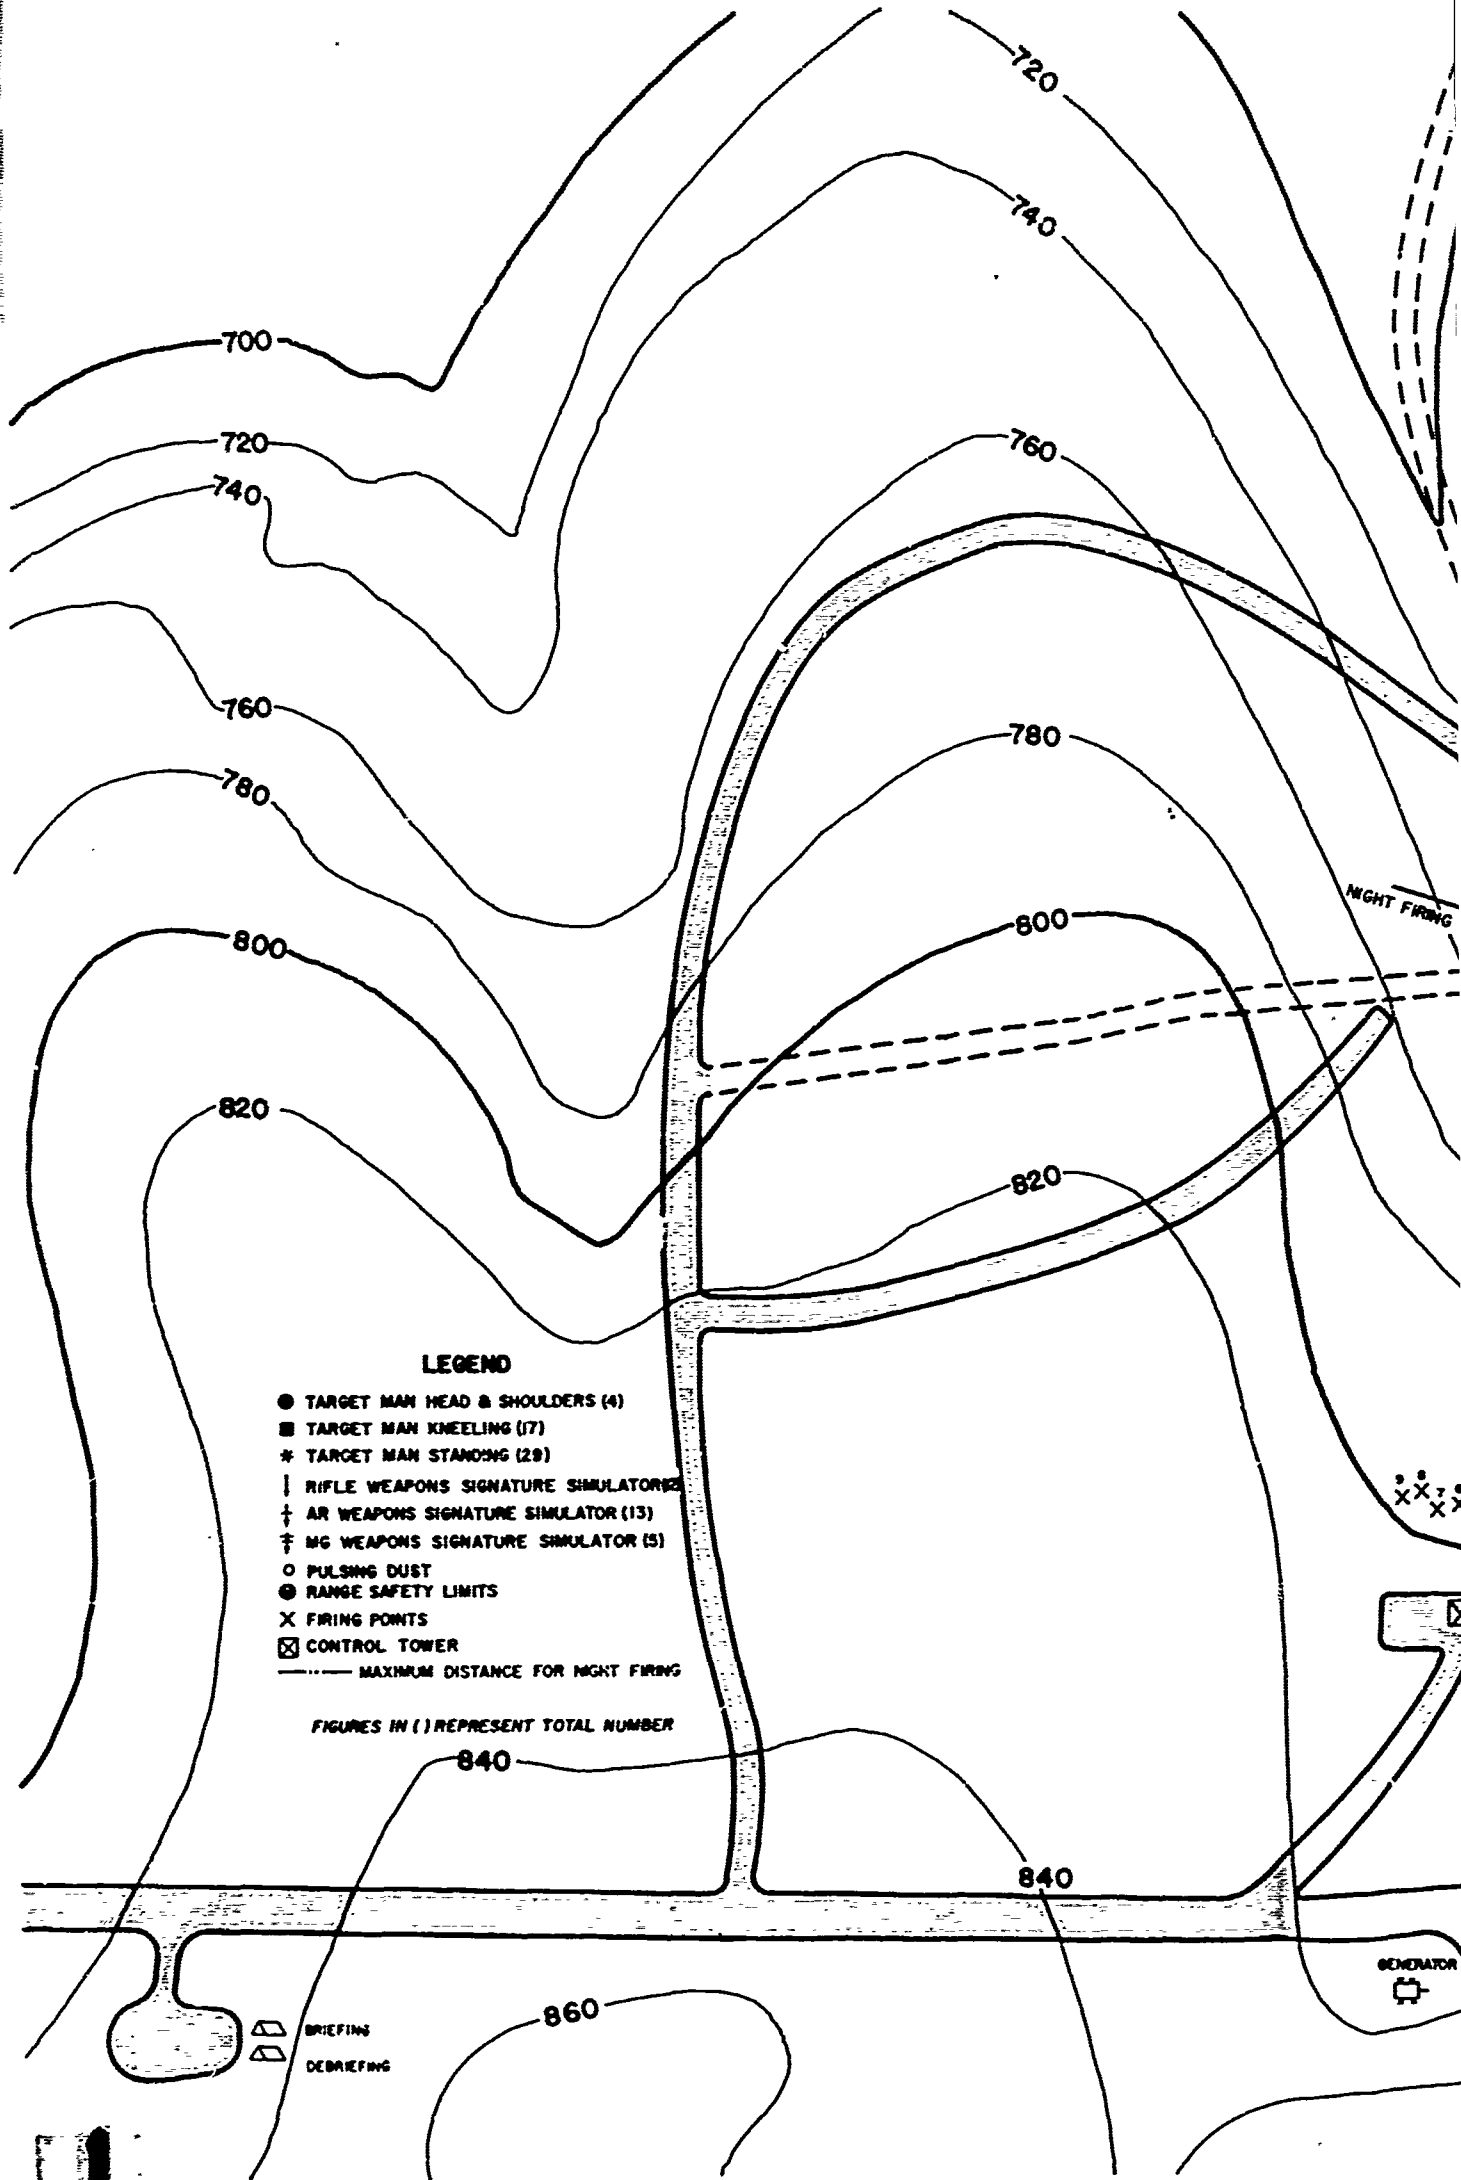 720
740
700
720
760
740
760
780
780
NIGHT FIRING
800
800
820
820
LEGEND
TARGET MAN HEAD & SHOULDERS (4)
TARGET MAN KNEELING (17)
TARGET MAN STANDING (29)
RIFLE WEAPONS SIGNATURE SIMULATOR
AR WEAPONS SIGNATURE SIMULATOR (13)
MG WEAPONS SIGNATURE SIMULATOR (5)
PULSING DUST
RANGE SAFETY LIMITS
FIRING POINTS
CONTROL TOWER
MAXIMUM DISTANCE FOR NIGHT FIRING
FIGURES IN ( ) REPRESENT TOTAL NUMBER
9 8 7
840
840
GENERATOR
860
BRIEFING
DEBRIEFING